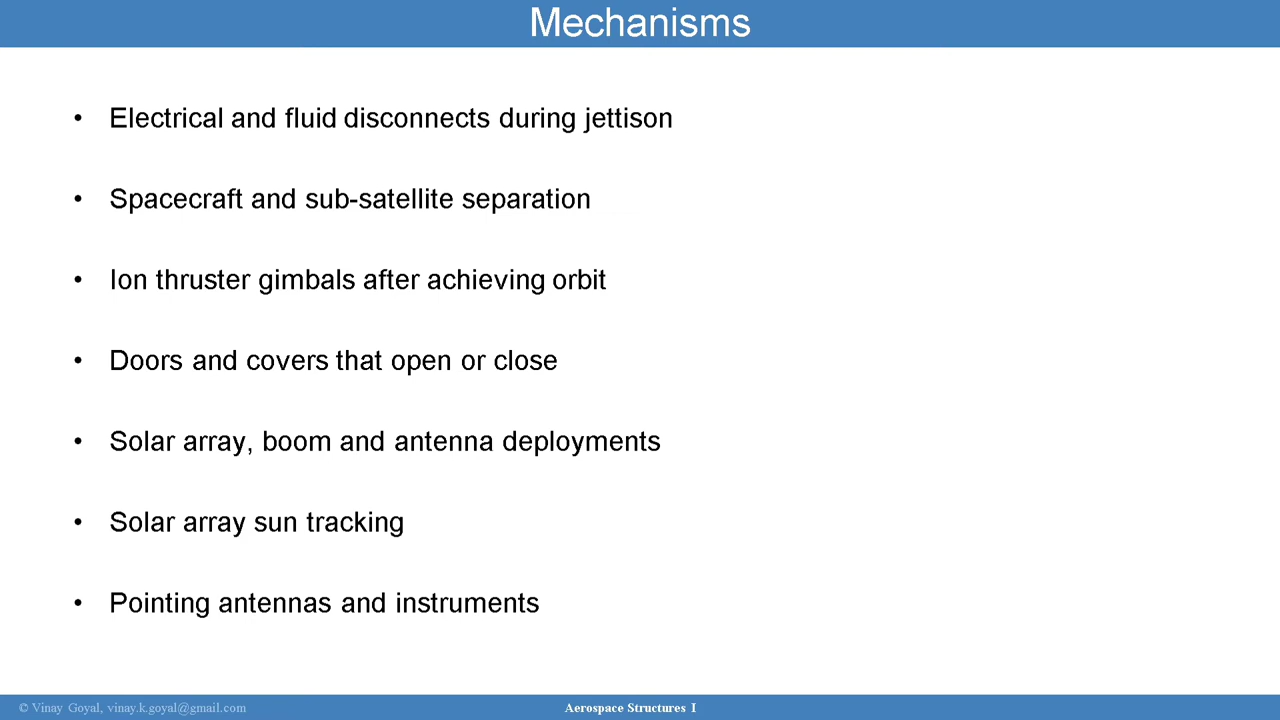 Mechanisms
• Electrical and fluid disconnects during jettison
• Spacecraft and sub-satellite separation
• Ion thruster gimbals after achieving orbit
• Doors and covers that open or close
• Solar array, boom and antenna deployments
• Solar array sun tracking
• Pointing antennas and instruments
© Vinay Goyal, vinay.k.goyal@gmail.com
Aerospace Structures I